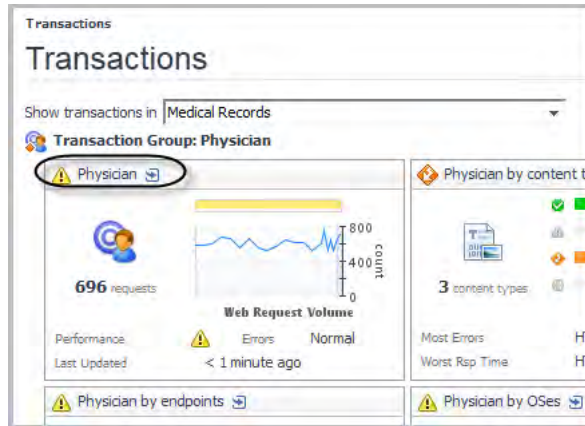 Transactions
Transactions
Show transactions in Medical Records
Transaction Group: Physician
Physician
Physician by content t
696 requests
800
400
0
count
Web Request Volume
3 content types
Performance Errors Normal
Last Updated < 1 minute ago
Most Errors H
Worst Rsp Time H
Physician by endpoints
Physician by OSes